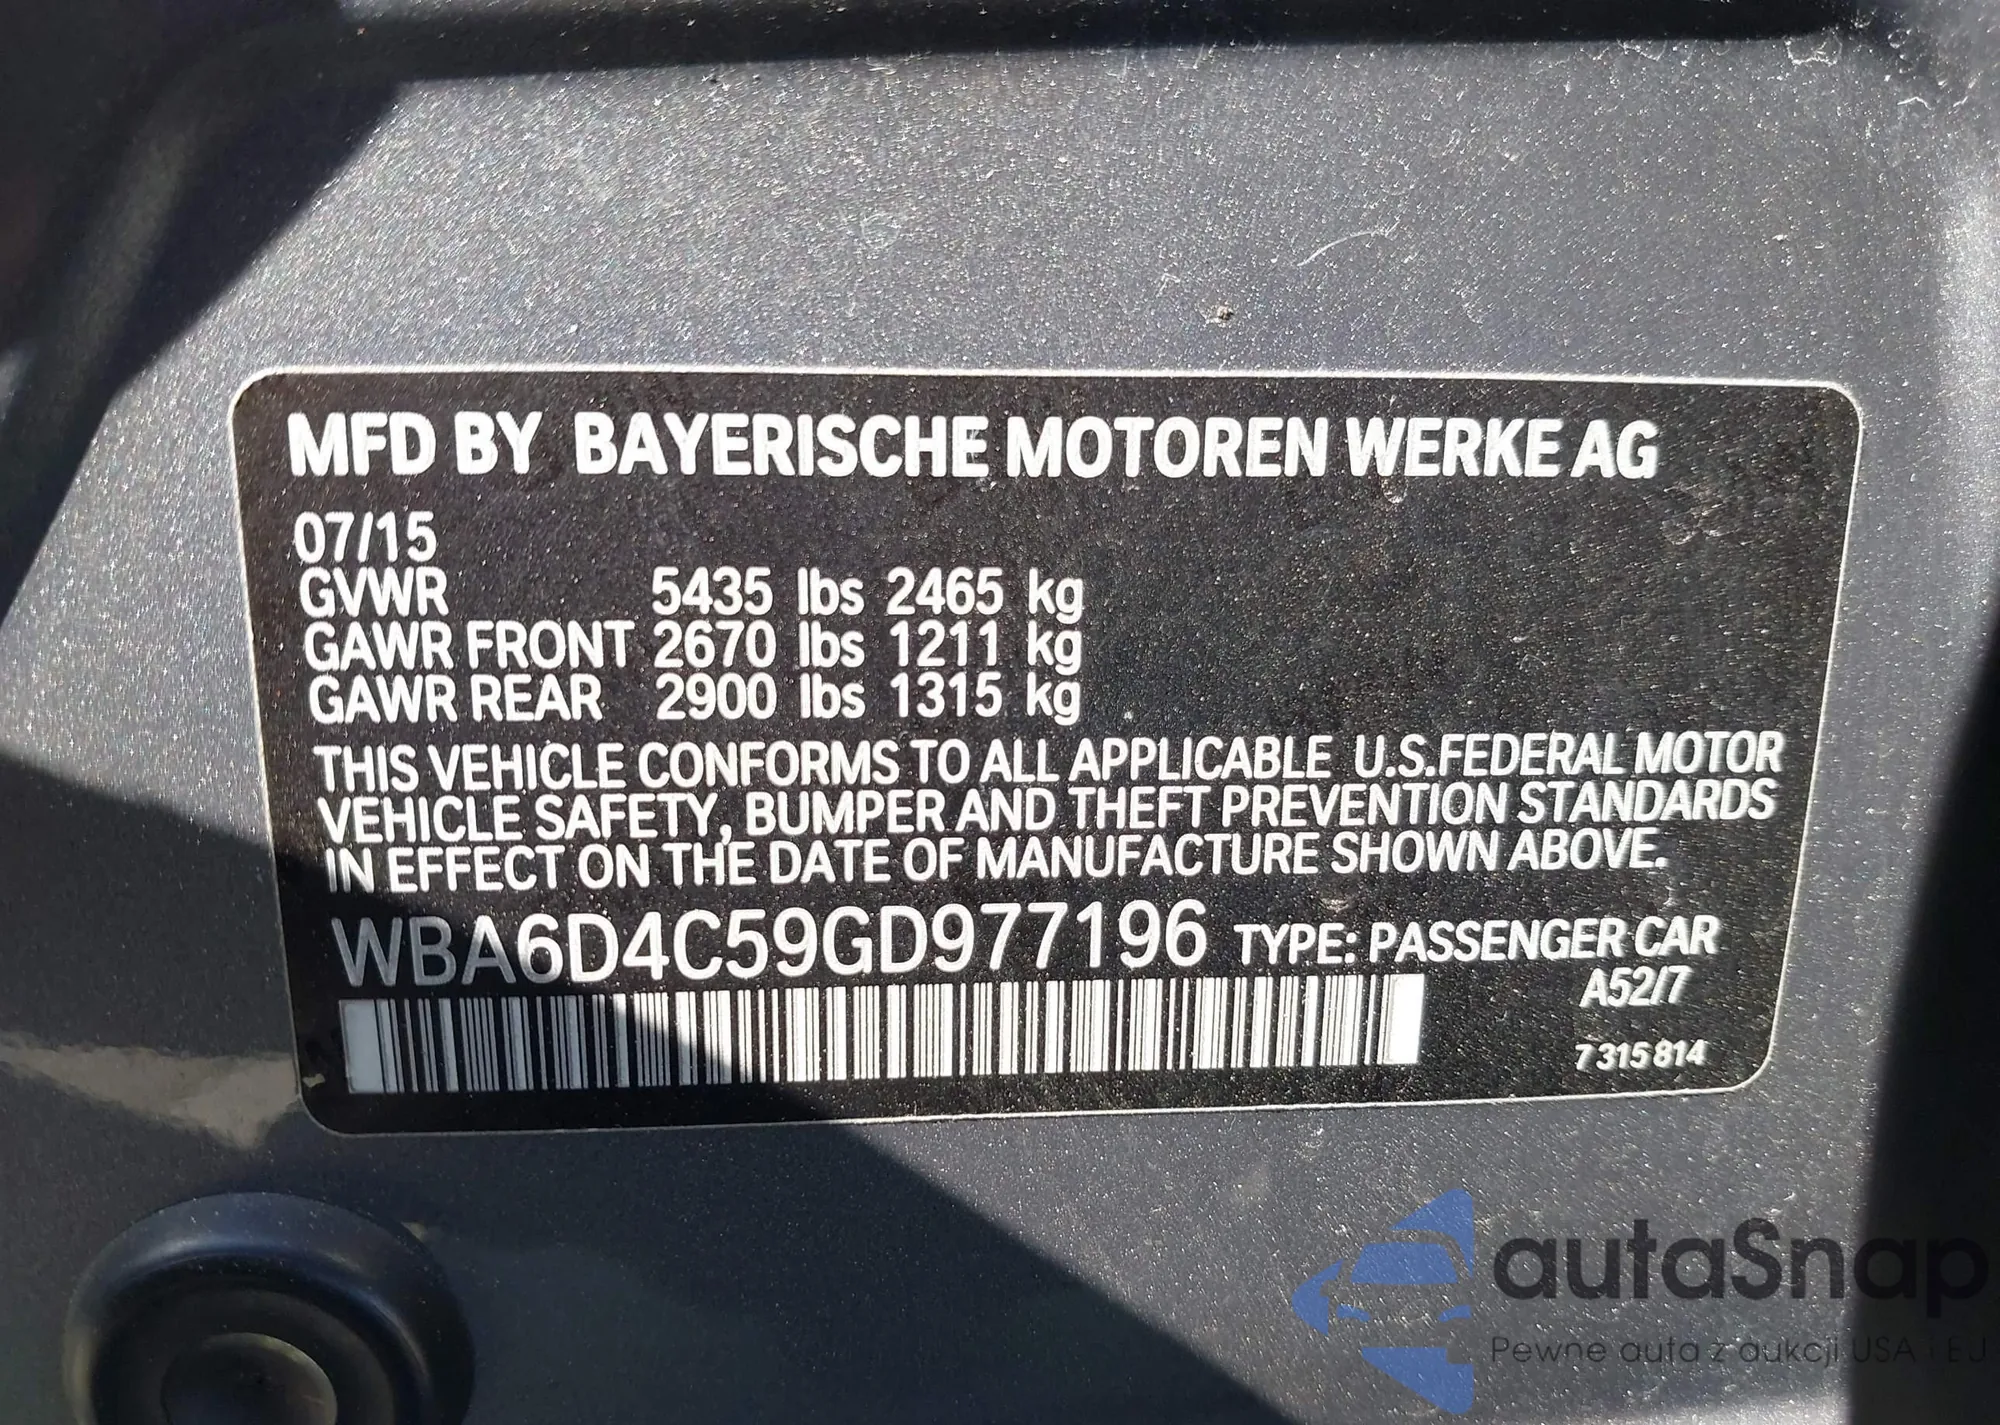 MFD BY BAYERISCHE MOTOREN WERKE AG
07/15
GVWR 5435 lbs 2465 kg
GAWR FRONT 2670 lbs 1211 kg
GAWR REAR 2900 lbs 1315 kg
THIS VEHICLE CONFORMS TO ALL APPLICABLE U.S.FEDERAL MOTOR
VEHICLE SAFETY, BUMPER AND THEFT PREVENTION STANDARDS
IN EFFECT ON THE DATE OF MANUFACTURE SHOWN ABOVE.
WBA6D4C59GD977196 TYPE: PASSENGER CAR
A52/7
7 315 814
autaSnap
Pewne auta z aukcji USA i EU